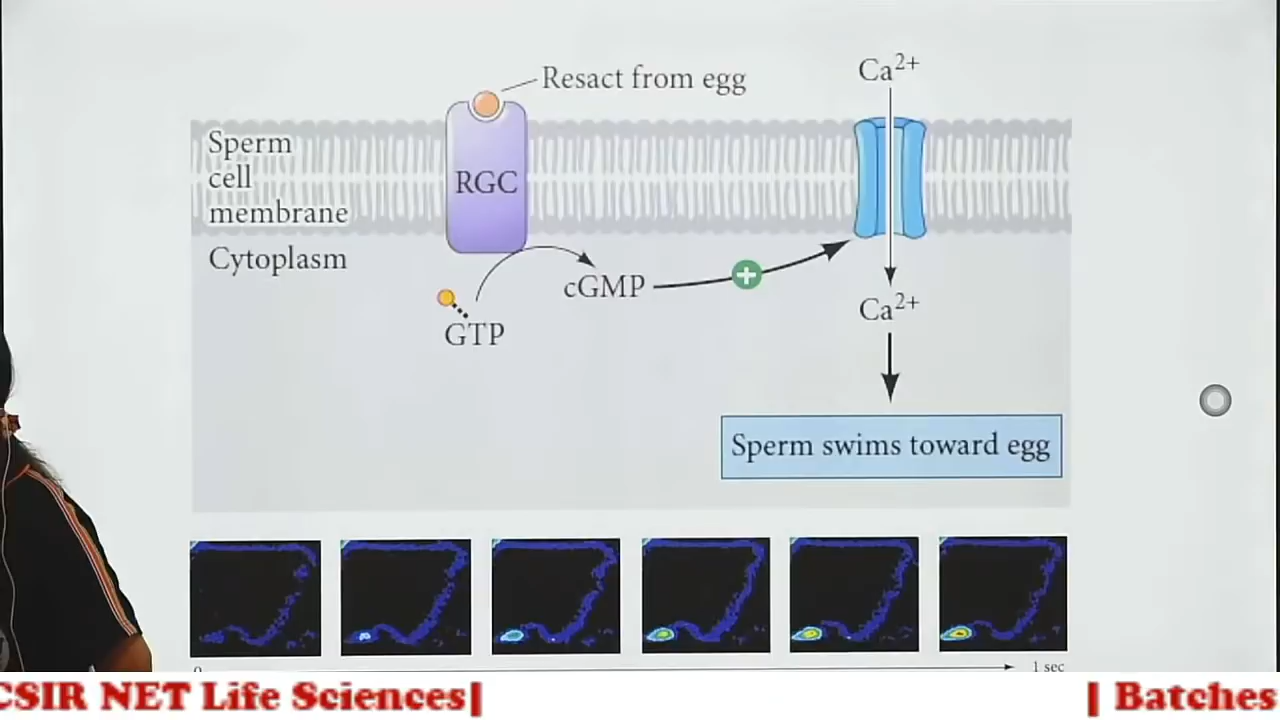 Resact from egg
Ca²⁺
Sperm
cell
membrane
RGC
Cytoplasm
cGMP
+
GTP
Ca²⁺
Sperm swims toward egg
0
1 sec
CSIR NET Life Sciences|
| Batches